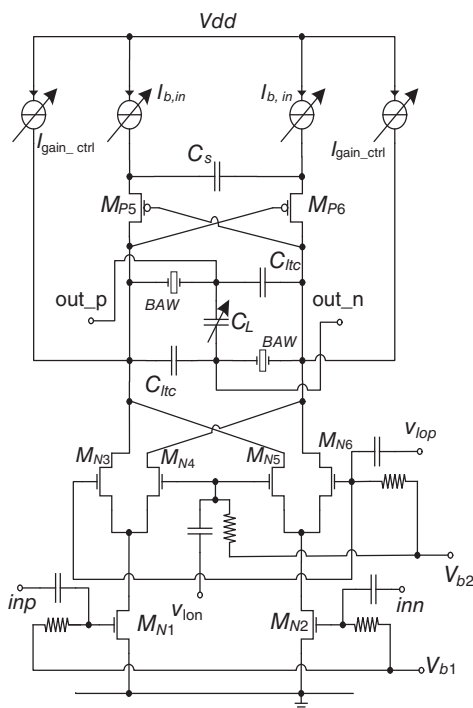 Vdd
I_b,in I_b, in
I_gain_ctrl I_gain_ctrl
C_s
M_P5 M_P6
C_ltc
out_p out_n
BAW
C_L
BAW
C_ltc
M_N3 M_N4 M_N5 M_N6
v_lop
V_b2
v_lon
inp inn
M_N1 M_N2
V_b1